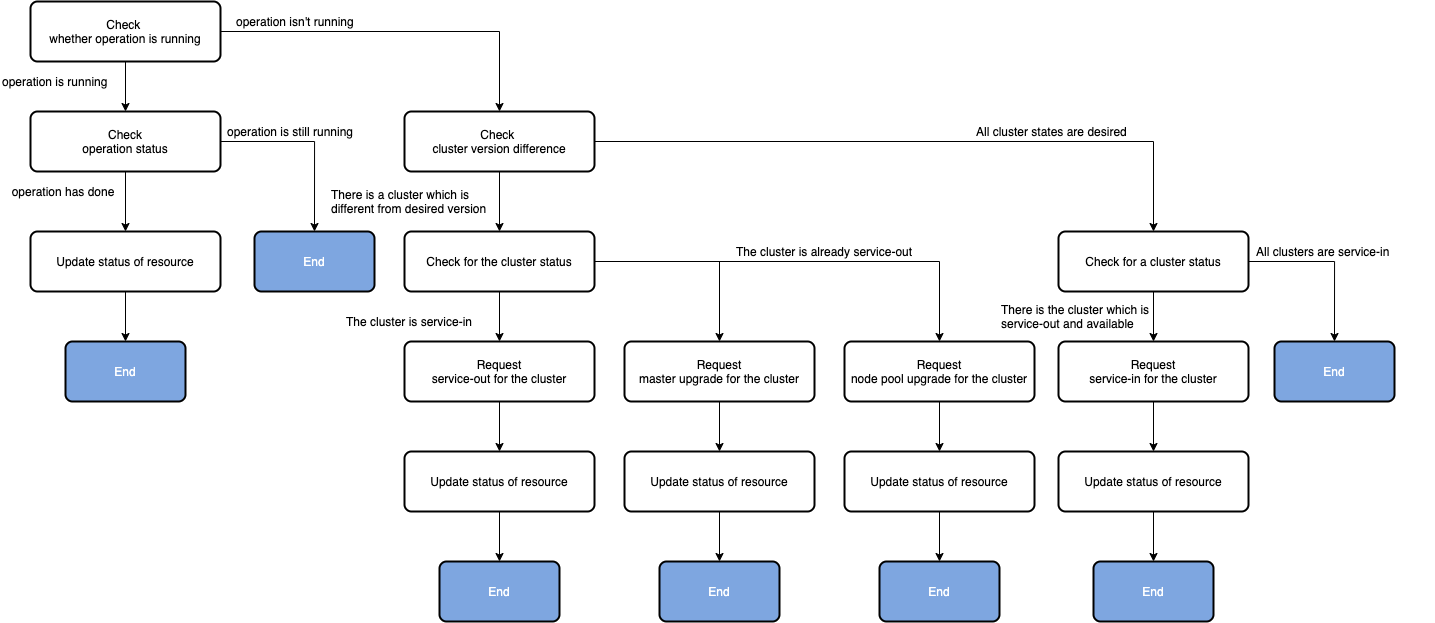 Check
whether operation is running
operation isn't running
operation is running
Check
operation status
operation is still running
Check
cluster version difference
All cluster states are desired
operation has done
There is a cluster which is
different from desired version
Update status of resource
End
Check for the cluster status
The cluster is already service-out
Check for a cluster status
All clusters are service-in
The cluster is service-in
There is the cluster which is
service-out and available
End
Request
service-out for the cluster
Request
master upgrade for the cluster
Request
node pool upgrade for the cluster
Request
service-in for the cluster
End
Update status of resource
Update status of resource
Update status of resource
Update status of resource
End
End
End
End